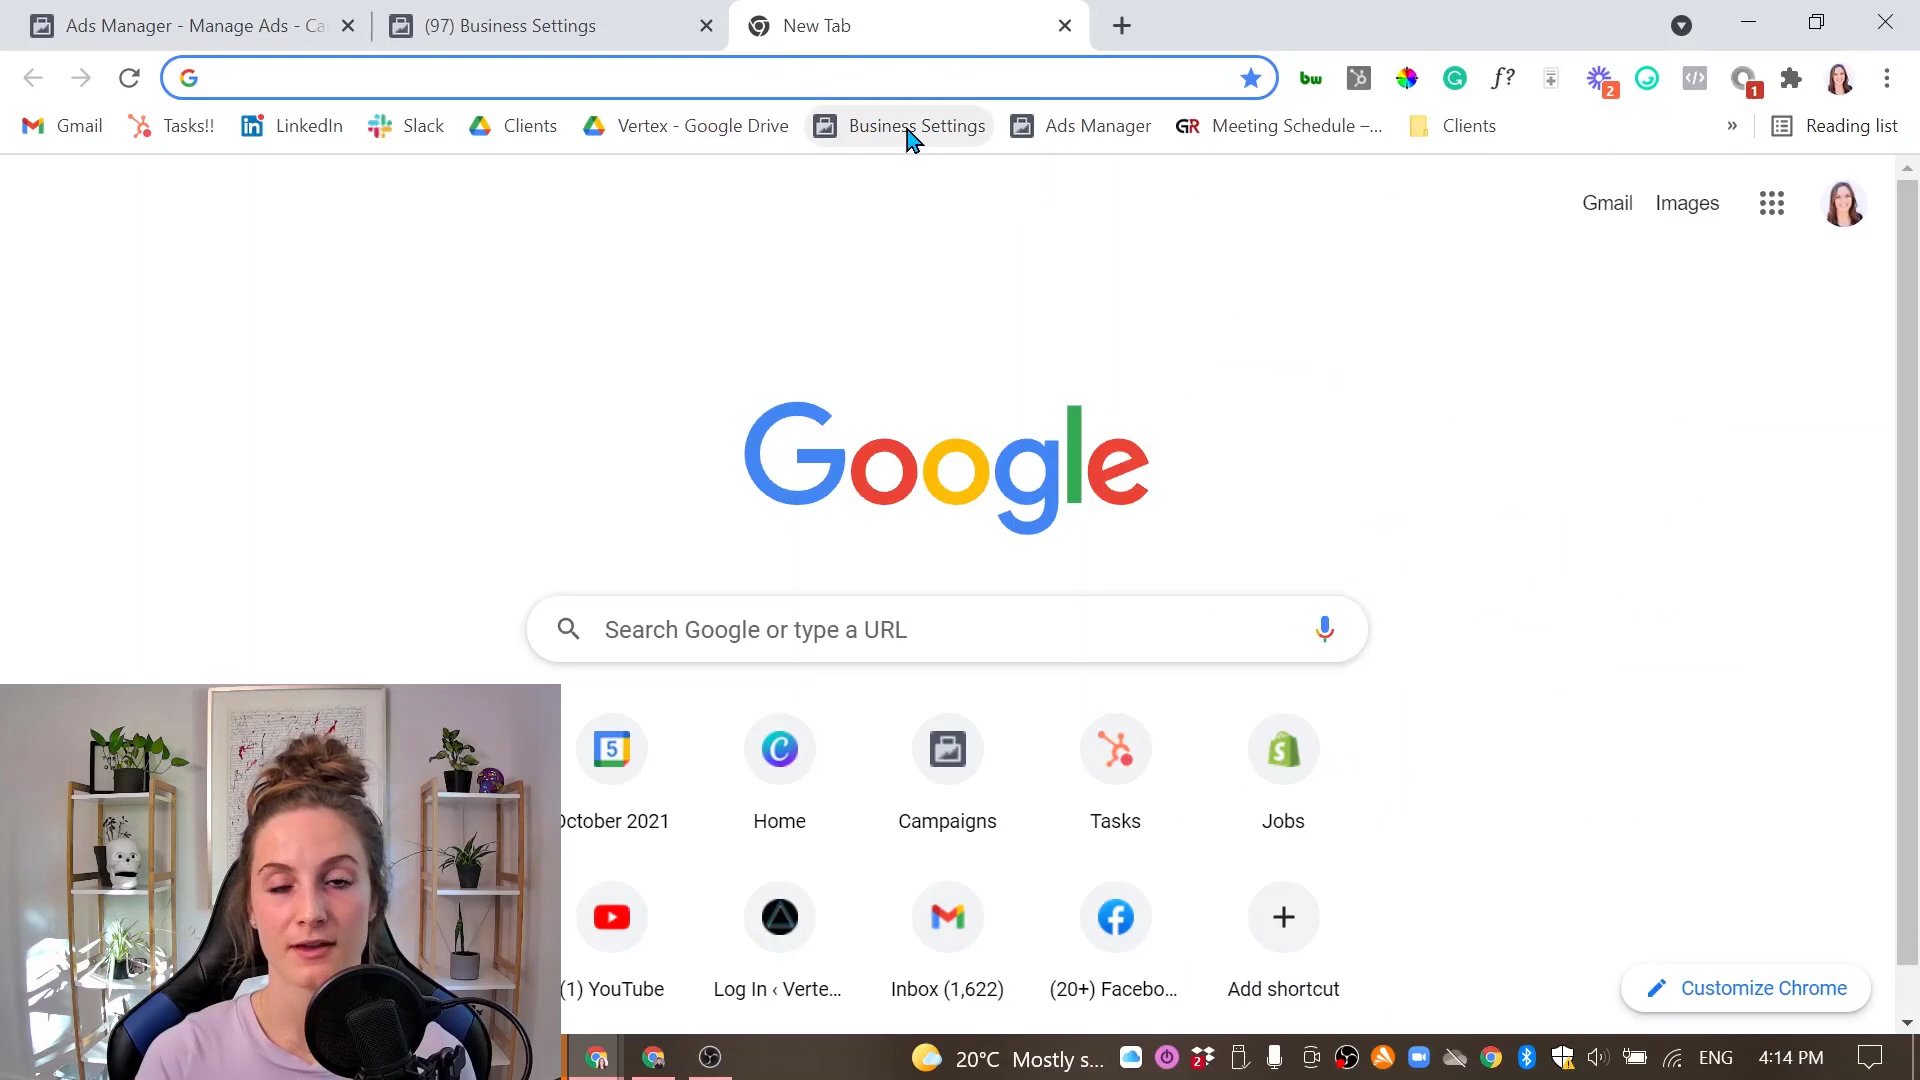 Ads Manager - Manage Ads - Ca
(97) Business Settings
New Tab
bw
f?
2
1
Gmail
Tasks!!
LinkedIn
Slack
Clients
Vertex - Google Drive
Business Settings
Ads Manager
GR
Meeting Schedule –...
Clients
»
Reading list
Gmail
Images
Google
Search Google or type a URL
5
October 2021
Home
Campaigns
Tasks
Jobs
(1) YouTube
Log In ‹ Verte...
Inbox (1,622)
(20+) Facebo...
Add shortcut
Customize Chrome
20°C Mostly s...
2
ENG
4:14 PM